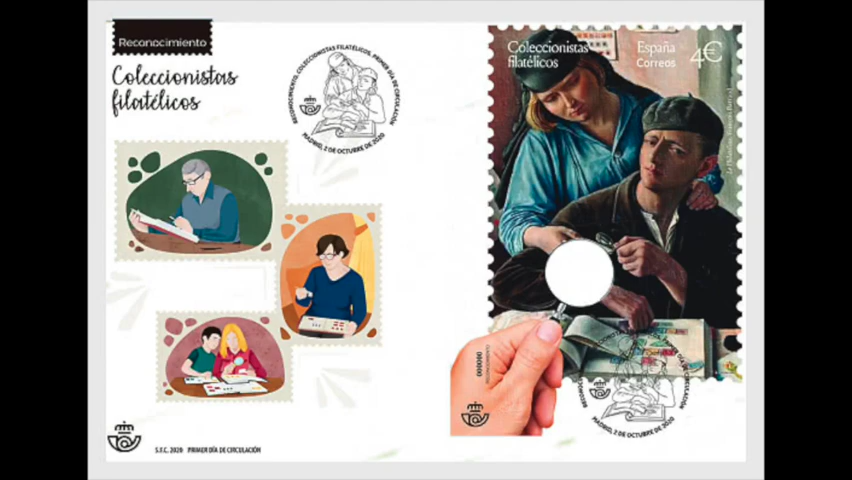 Reconocimiento
Coleccionistas
filatélicos
RECONOCIMIENTO. COLECCIONISTAS FILATÉLICOS. PRIMER DÍA DE CIRCULACIÓN
MADRID, 2 DE OCTUBRE DE 2020
Coleccionistas
filatélicos
España
Correos
4€
000000
MADRID, 2 DE OCTUBRE DE 2020
S.F.C. 2020 PRIMER DÍA DE CIRCULACIÓN